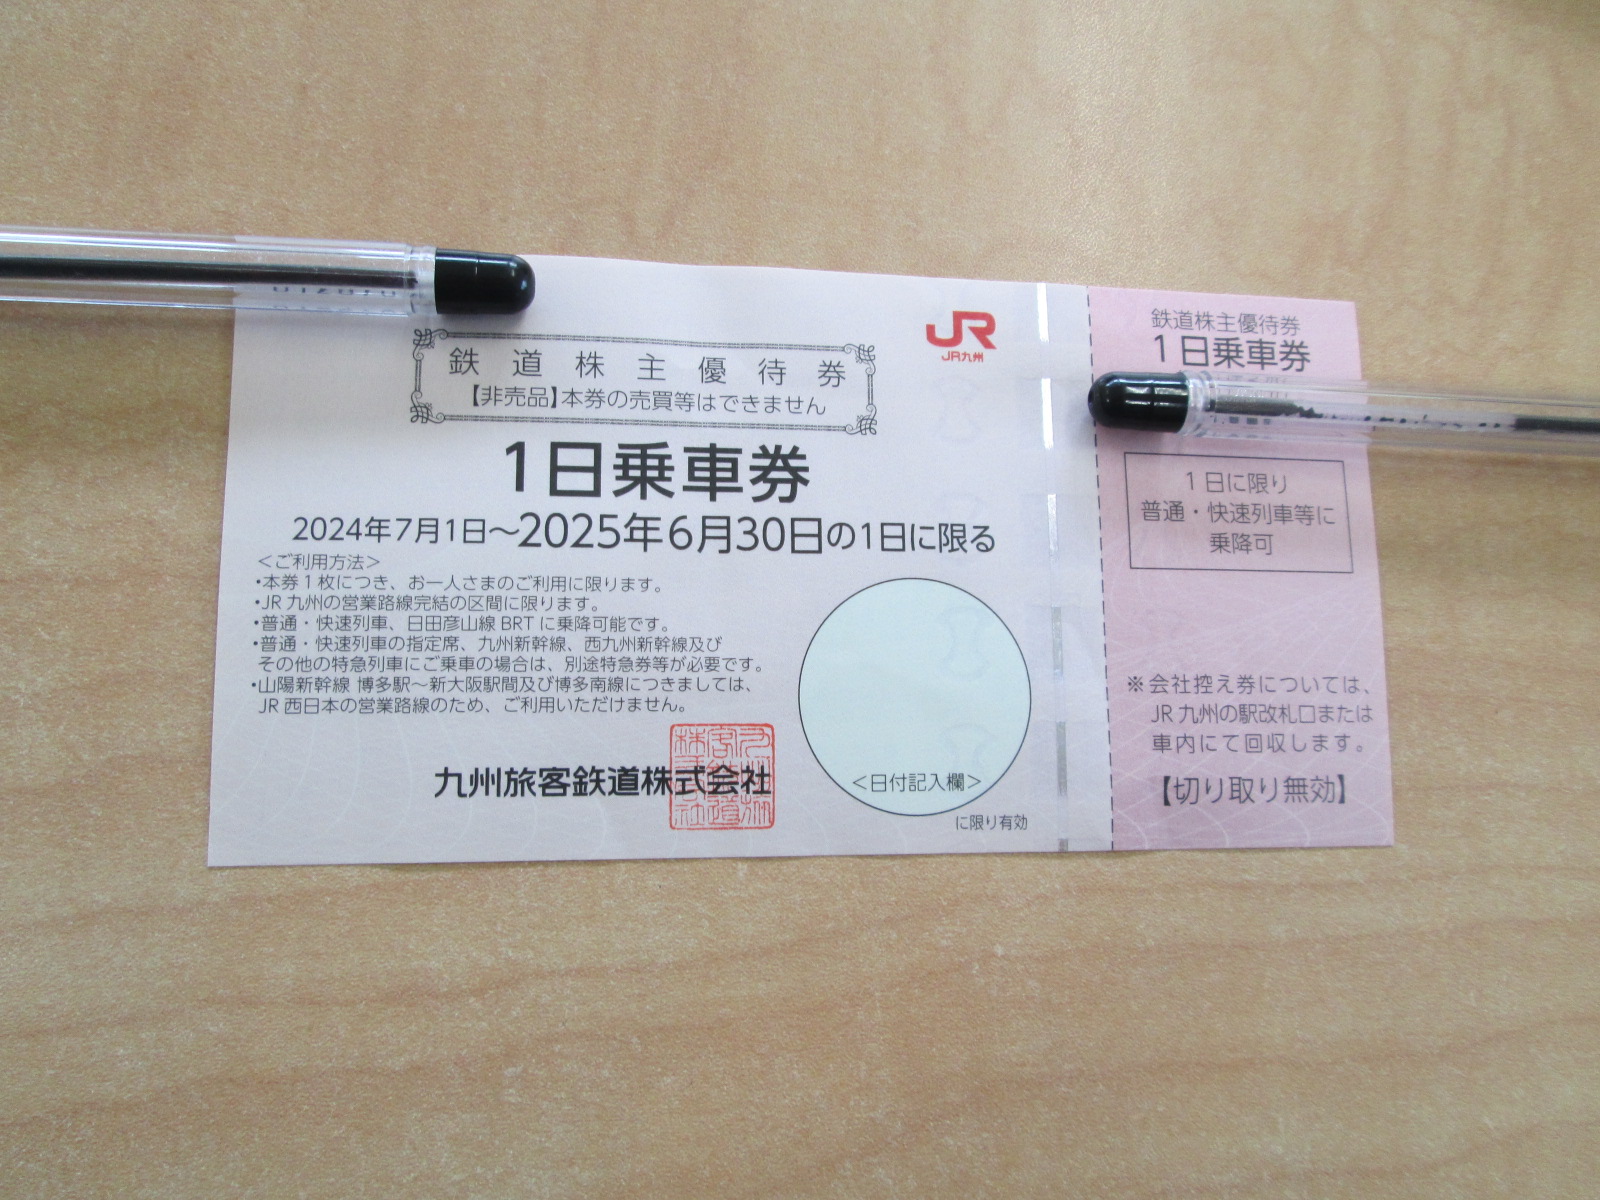 JR
JR九州
鉄道株主優待券
【非売品】本券の売買等はできません
1日乗車券
2024年7月1日～2025年6月30日の1日に限る
＜ご利用方法＞
・本券1枚につき、お一人さまのご利用に限ります。
・JR九州の営業路線完結の区間に限ります。
・普通・快速列車、日田彦山線BRTに乗降可能です。
・普通・快速列車の指定席、九州新幹線、西九州新幹線及び
その他の特急列車にご乗車の場合は、別途特急券等が必要です。
・山陽新幹線 博多駅～新大阪駅間及び博多南線につきましては、
JR西日本の営業路線のため、ご利用いただけません。
九州旅客鉄道株式会社
＜日付記入欄＞
に限り有効
鉄道株主優待券
1日乗車券
1日に限り
普通・快速列車等に
乗降可
※会社控え券については、
JR九州の駅改札口または
車内にて回収します。
【切り取り無効】